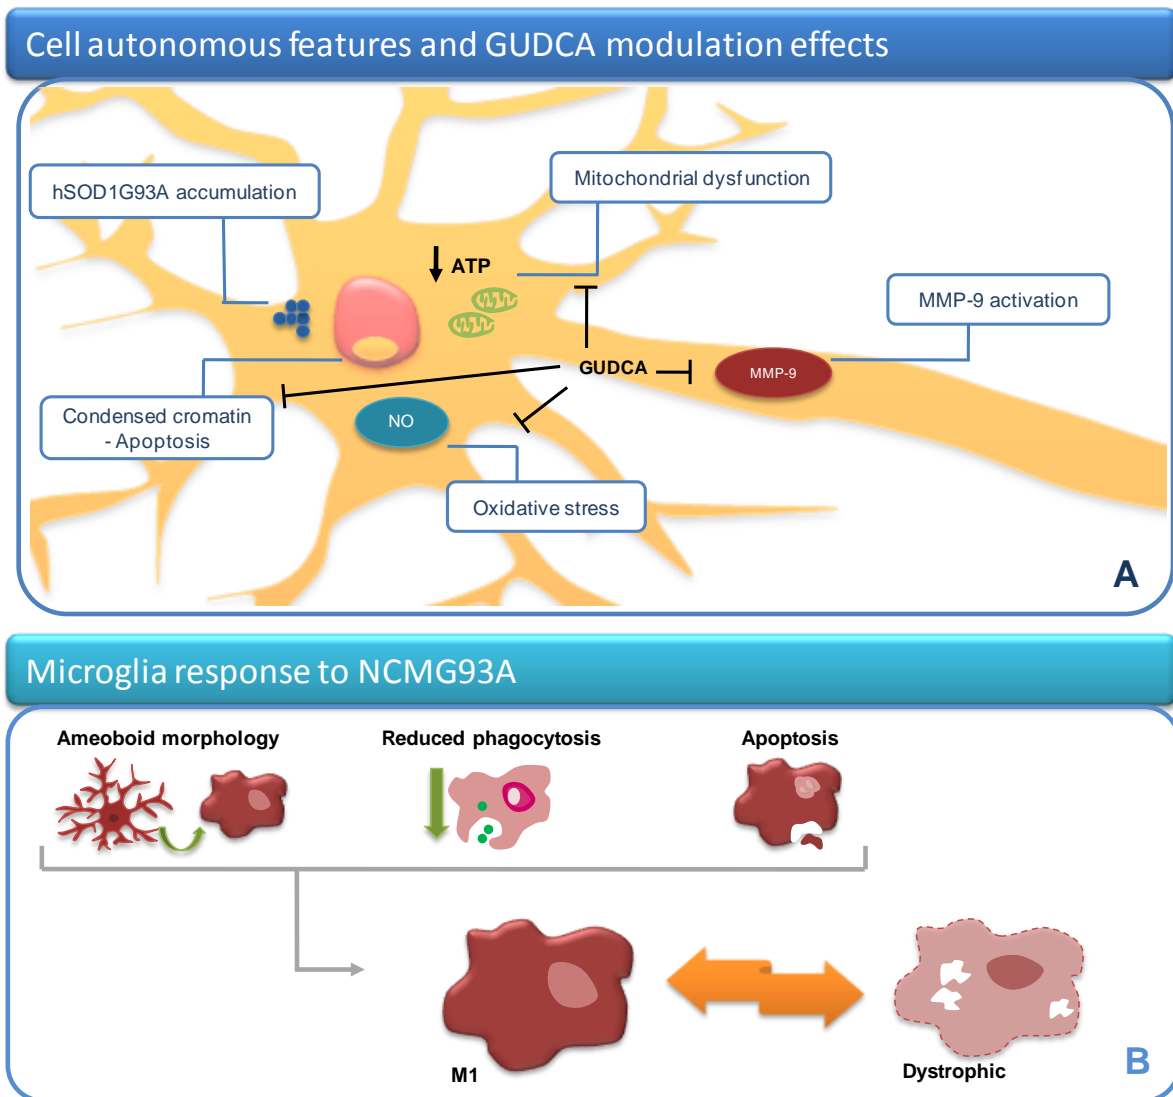 Cell autonomous features and GUDCA modulation effects
hSOD1G93A accumulation
Mitochondrial dysfunction
ATP
MMP-9 activation
GUDCA
MMP-9
Condensed cromatin
- Apoptosis
NO
Oxidative stress
A
Microglia response to NCMG93A
Ameoboid morphology
Reduced phagocytosis
Apoptosis
M1
Dystrophic
B